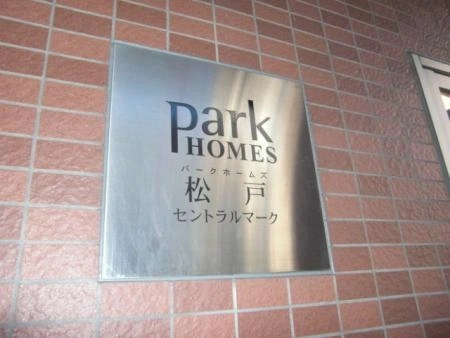 park
HOMES
パークホームズ
松戸
セントラルマーク